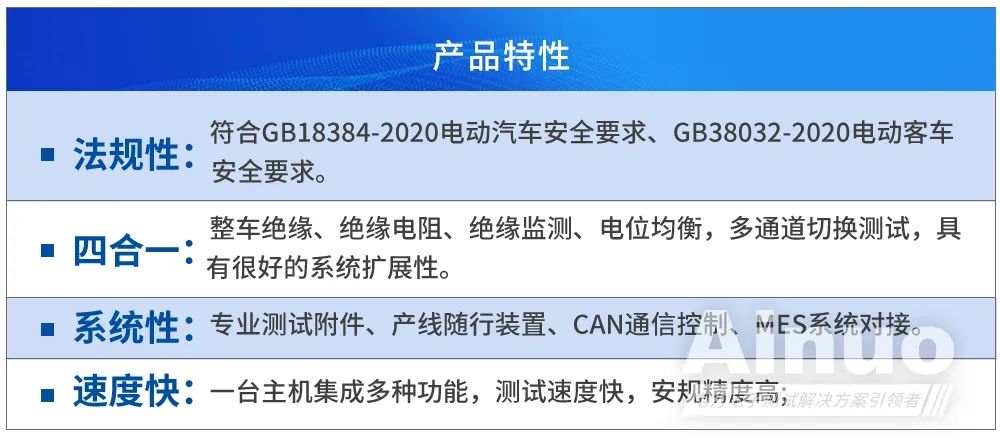 产品特性
法规性：
符合GB18384-2020电动汽车安全要求、GB38032-2020电动客车
安全要求。
四合一：
整车绝缘、绝缘电阻、绝缘监测、电位均衡，多通道切换测试，具
有很好的系统扩展性。
系统性：
专业测试附件、产线随行装置、CAN通信控制、MES系统对接。
速度快：
一台主机集成多种功能，测试速度快，安规精度高；
Ainuo
电力电子测试解决方案引领者